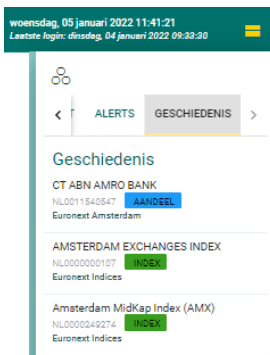 woensdag, 05 januari 2022 11:41:21
Laatste login: dinsdag, 04 januari 2022 09:33:30
T ALERTS GESCHIEDENIS
Geschiedenis
CT ABN AMRO BANK
NL0011540547 AANDEEL
Euronext Amsterdam
AMSTERDAM EXCHANGES INDEX
NL0000000107 INDEX
Euronext Indices
Amsterdam MidKap Index (AMX)
NL0000249274 INDEX
Euronext Indices